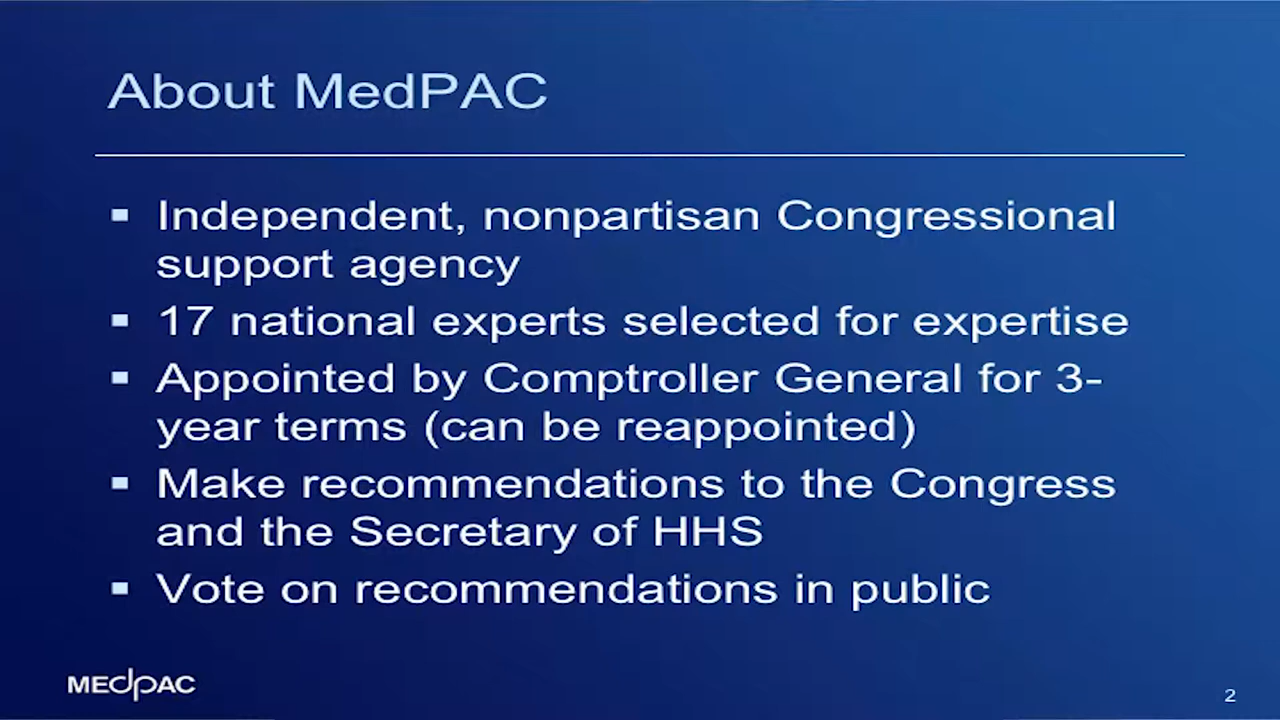 About MedPAC
▪ Independent, nonpartisan Congressional
support agency
▪ 17 national experts selected for expertise
▪ Appointed by Comptroller General for 3-
year terms (can be reappointed)
▪ Make recommendations to the Congress
and the Secretary of HHS
▪ Vote on recommendations in public
MEDPAC
2